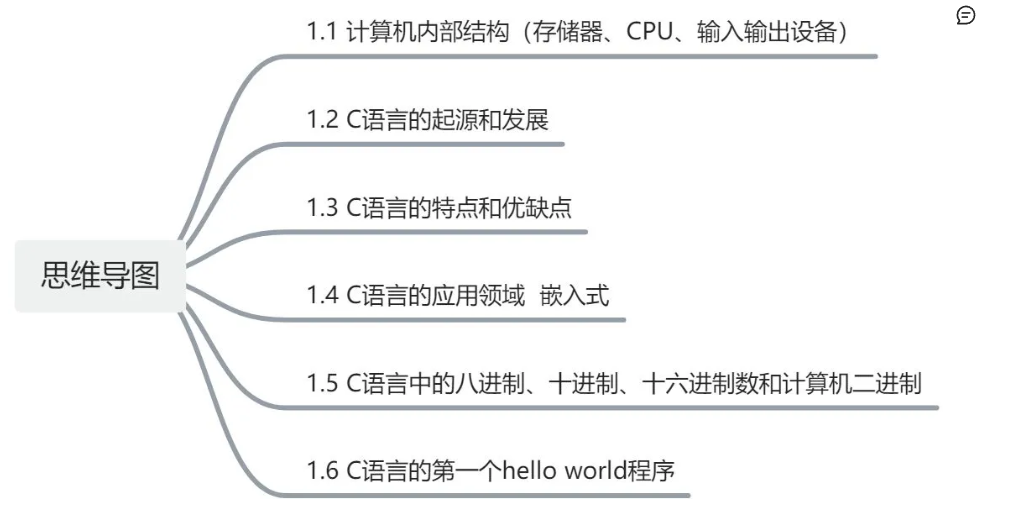 1.1 计算机内部结构（存储器、CPU、输入输出设备）
1.2 C语言的起源和发展
1.3 C语言的特点和优缺点
思维导图
1.4 C语言的应用领域  嵌入式
1.5 C语言中的八进制、十进制、十六进制数和计算机二进制
1.6 C语言的第一个hello world程序